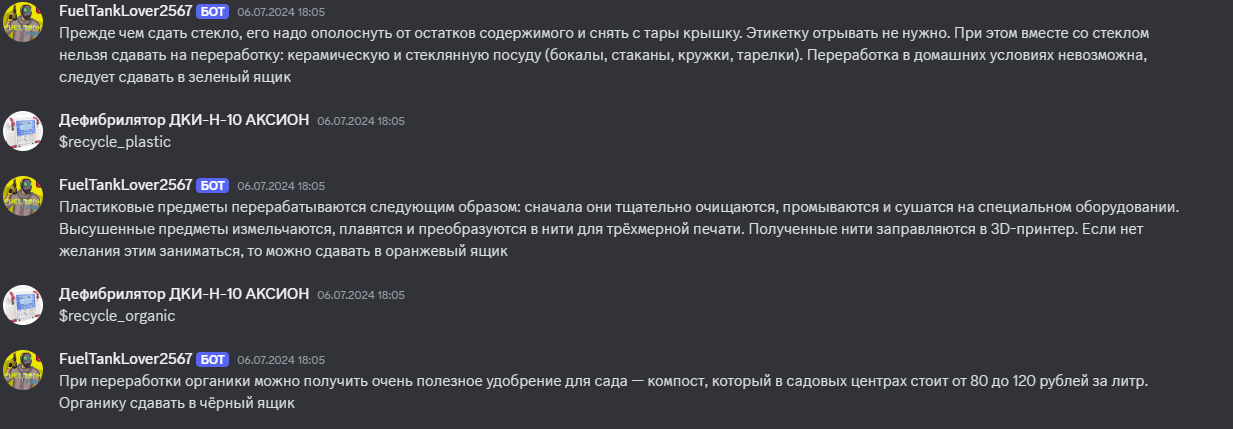 FuelTankLover2567 БОТ 06.07.2024 18:05
Прежде чем сдать стекло, его надо ополоснуть от остатков содержимого и снять с тары крышку. Этикетку отрывать не нужно. При этом вместе со стеклом
нельзя сдавать на переработку: керамическую и стеклянную посуду (бокалы, стаканы, кружки, тарелки). Переработка в домашних условиях невозможна,
следует сдавать в зеленый ящик
Дефибрилятор ДКИ-Н-10 АКСИОН 06.07.2024 18:05
$recycle_plastic
FuelTankLover2567 БОТ 06.07.2024 18:05
Пластиковые предметы перерабатываются следующим образом: сначала они тщательно очищаются, промываются и сушатся на специальном оборудовании.
Высушенные предметы измельчаются, плавятся и преобразуются в нити для трёхмерной печати. Полученные нити заправляются в 3D-принтер. Если нет
желания этим заниматься, то можно сдавать в оранжевый ящик
Дефибрилятор ДКИ-Н-10 АКСИОН 06.07.2024 18:05
$recycle_organic
FuelTankLover2567 БОТ 06.07.2024 18:05
При переработки органики можно получить очень полезное удобрение для сада — компост, который в садовых центрах стоит от 80 до 120 рублей за литр.
Органику сдавать в чёрный ящик